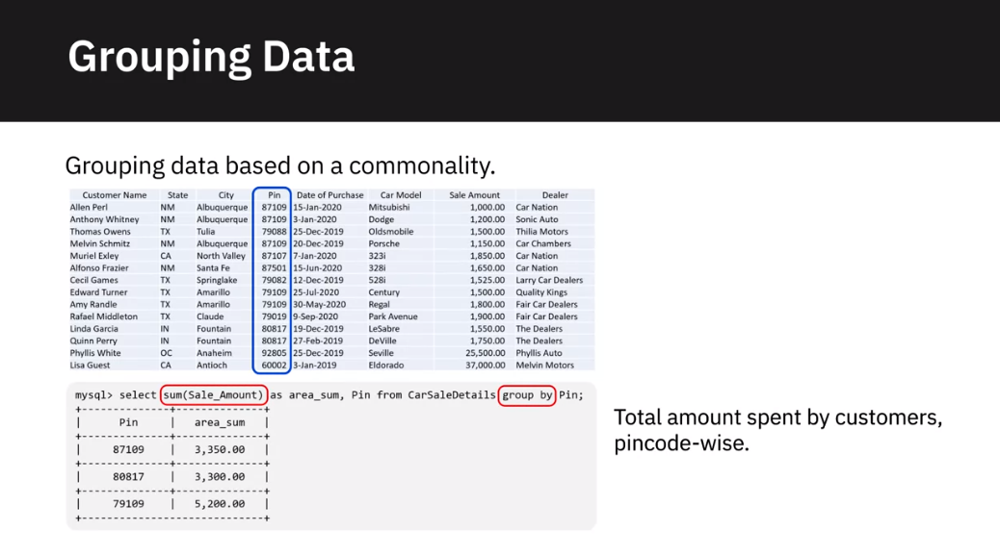 Grouping Data
Grouping data based on a commonality.
Customer Name State City Pin Date of Purchase Car Model Sale Amount Dealer
Allen Perl NM Albuquerque 87109 15-Jan-2020 Mitsubishi 1,000.00 Car Nation
Anthony Whitney NM Albuquerque 87109 3-Jan-2020 Dodge 1,200.00 Sonic Auto
Thomas Owens TX Tulia 79088 25-Dec-2019 Oldsmobile 1,500.00 Thilia Motors
Melvin Schmitz NM Albuquerque 87109 20-Dec-2019 Porsche 1,150.00 Car Chambers
Muriel Exley CA North Valley 87107 7-Jan-2020 323i 1,850.00 Car Nation
Alfonso Frazier NM Santa Fe 87501 15-Jun-2020 328i 1,650.00 Car Nation
Cecil Games TX Springlake 79082 12-Dec-2019 528i 1,525.00 Larry Car Dealers
Edward Turner TX Amarillo 79109 25-Jul-2020 Century 1,500.00 Quality Kings
Amy Randle TX Amarillo 79109 30-May-2020 Regal 1,800.00 Fair Car Dealers
Rafael Middleton TX Claude 79019 9-Sep-2020 Park Avenue 1,900.00 Fair Car Dealers
Linda Garcia IN Fountain 80817 19-Dec-2019 LeSabre 1,550.00 The Dealers
Quinn Perry IN Fountain 80817 27-Feb-2019 DeVille 1,750.00 The Dealers
Phyllis White OC Anaheim 92805 25-Dec-2019 Seville 25,500.00 Phyllis Auto
Lisa Guest CA Antioch 60002 3-Jan-2019 Eldorado 37,000.00 Melvin Motors
mysql> select sum(Sale_Amount) as area_sum, Pin from CarSaleDetails group by Pin;
+-------------+-------------+
| Pin | area_sum |
+-------------+-------------+
| 87109 | 3,350.00 |
+-------------+-------------+
| 80817 | 3,300.00 |
+-------------+-------------+
| 79109 | 5,200.00 |
+---------------------------+
Total amount spent by customers,
pincode-wise.